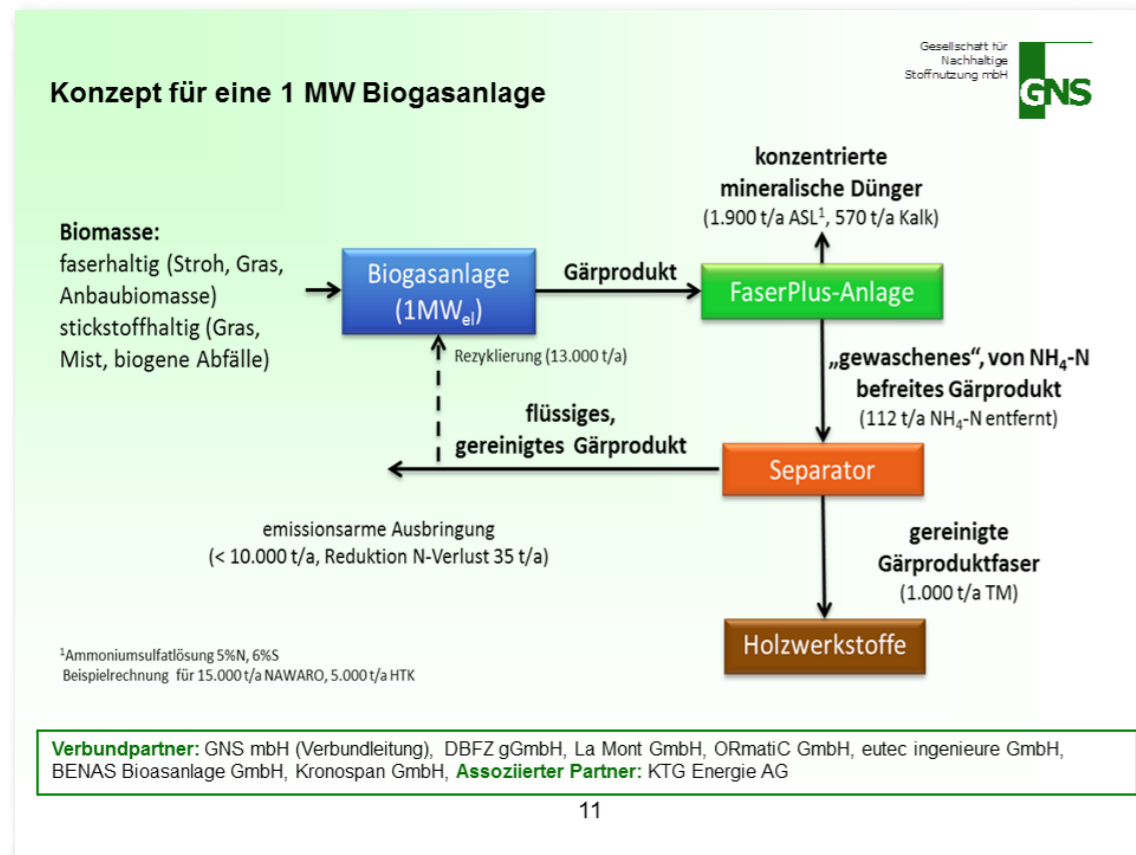 Gesellschaft für
Nachhaltige
Stoffnutzung mbH
GNS
Konzept für eine 1 MW Biogasanlage
konzentrierte
mineralische Dünger
(1.900 t/a ASL¹, 570 t/a Kalk)
Biomasse:
faserhaltig (Stroh, Gras,
Anbaubiomasse)
stickstoffhaltig (Gras,
Mist, biogene Abfälle)
Biogasanlage
(1MWel)
Gärprodukt
FaserPlus-Anlage
Rezyklierung (13.000 t/a)
„gewaschenes“, von NH₄-N
befreites Gärprodukt
(112 t/a NH₄-N entfernt)
flüssiges,
gereinigtes Gärprodukt
Separator
emissionsarme Ausbringung
(< 10.000 t/a, Reduktion N-Verlust 35 t/a)
gereinigte
Gärproduktfaser
(1.000 t/a TM)
Holzwerkstoffe
¹Ammoniumsulfatlösung 5%N, 6%S
Beispielrechnung für 15.000 t/a NAWARO, 5.000 t/a HTK
Verbundpartner: GNS mbH (Verbundleitung), DBFZ gGmbH, La Mont GmbH, ORmatiC GmbH, eutec ingenieure GmbH,
BENAS Bioasanlage GmbH, Kronospan GmbH, Assoziierter Partner: KTG Energie AG
11